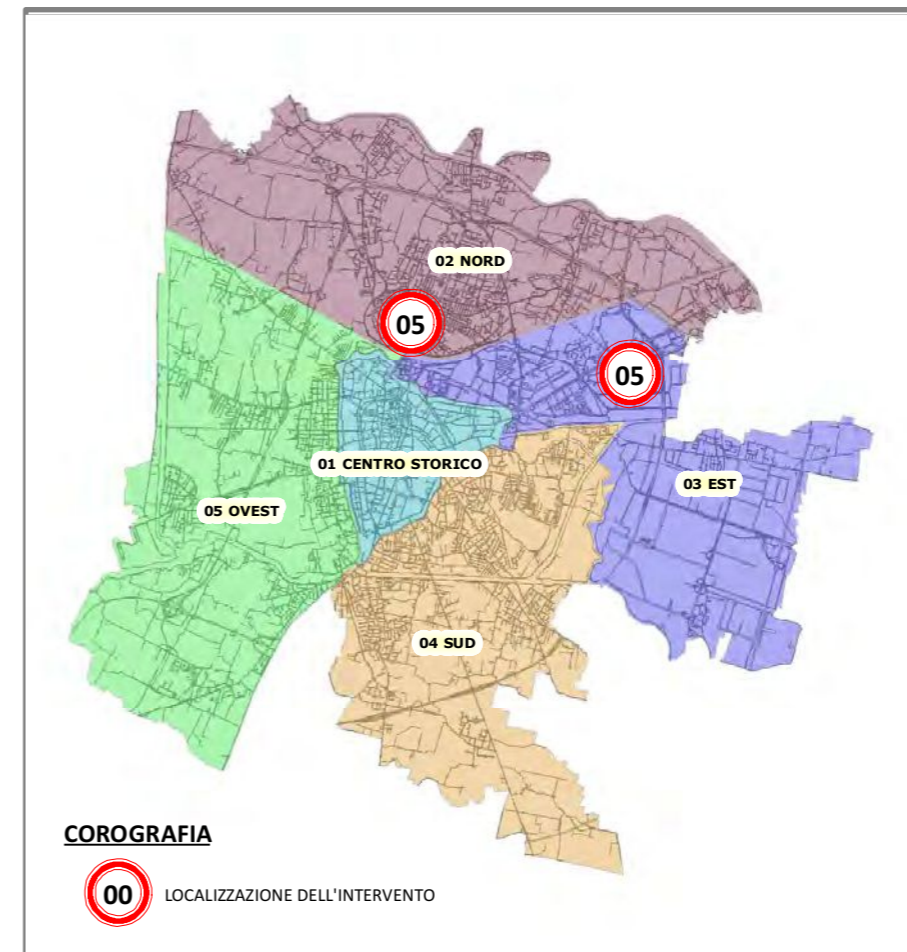 02 NORD
05
05
01 CENTRO STORICO
03 EST
05 OVEST
04 SUD
COROGRAFIA
00 LOCALIZZAZIONE DELL'INTERVENTO